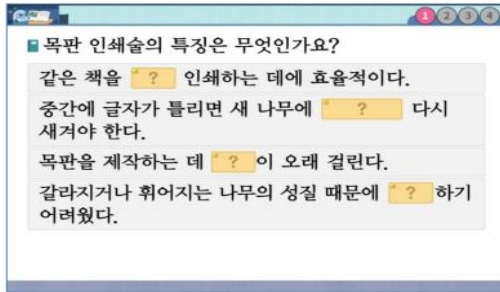 1 2 3 4
목판 인쇄술의 특징은 무엇인가요?
같은 책을 ? 인쇄하는 데에 효율적이다.
중간에 글자가 틀리면 새 나무에 ? 다시
새겨야 한다.
목판을 제작하는 데 ? 이 오래 걸린다.
갈라지거나 휘어지는 나무의 성질 때문에 ? 하기
어려웠다.